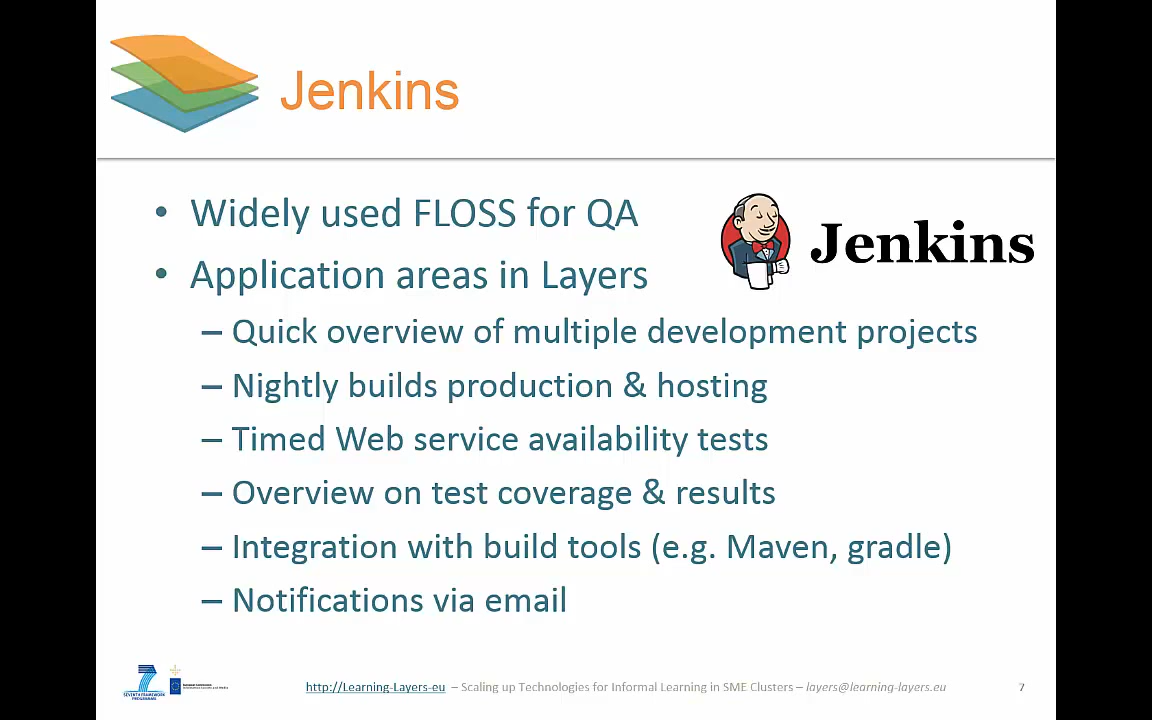 Jenkins
• Widely used FLOSS for QA
Jenkins
• Application areas in Layers
– Quick overview of multiple development projects
– Nightly builds production & hosting
– Timed Web service availability tests
– Overview on test coverage & results
– Integration with build tools (e.g. Maven, gradle)
– Notifications via email
SEVENTH FRAMEWORK
PROGRAMME
http://Learning-Layers-eu – Scaling up Technologies for Informal Learning in SME Clusters – layers@learning-layers.eu
7